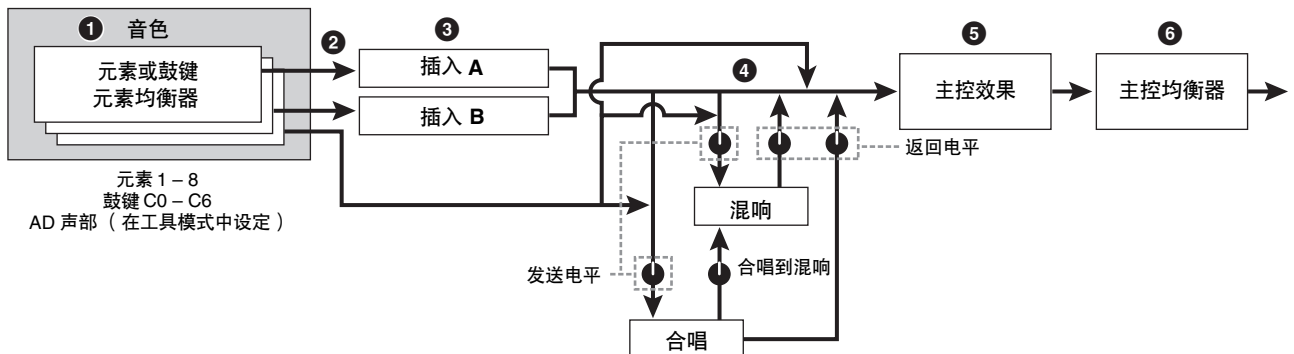 ❶ 音色
元素或鼓键
元素均衡器
元素 1 – 8
鼓键 C0 – C6
AD 声部（在工具模式中设定）
❷
❸
插入 A
插入 B
❹
返回电平
混响
发送电平
合唱到混响
合唱
❺
主控效果
❻
主控均衡器